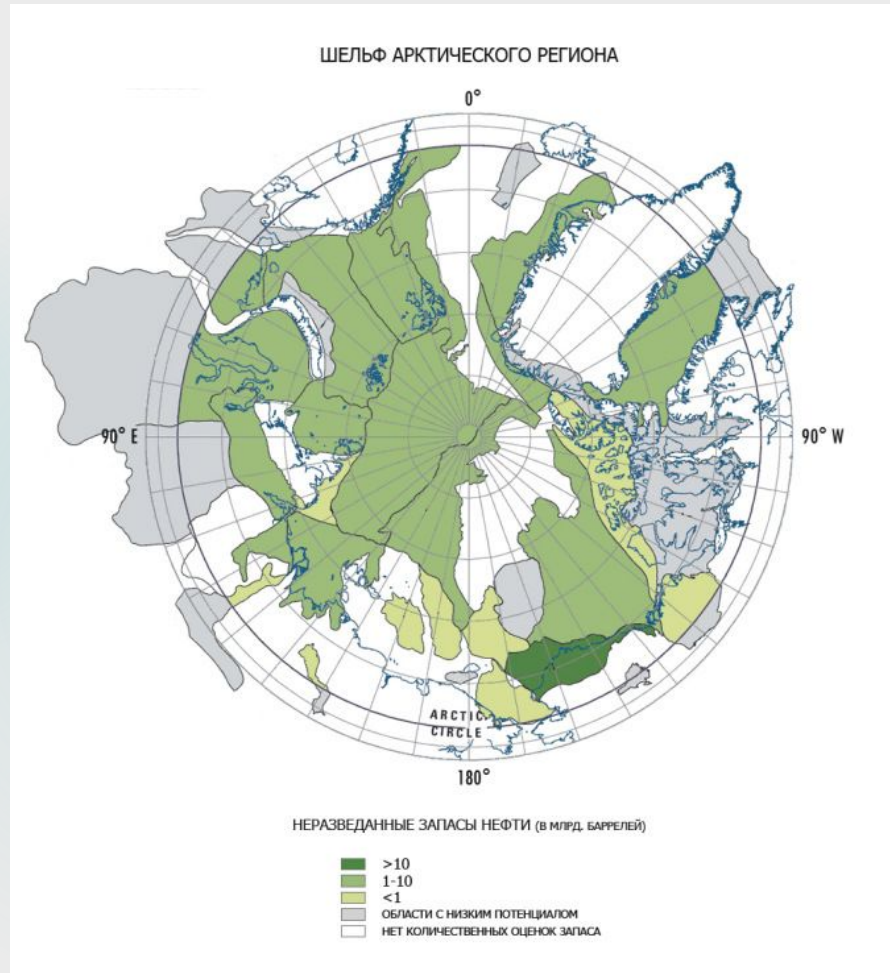 ШЕЛЬФ АРКТИЧЕСКОГО РЕГИОНА
0°
90° E
90° W
ARCTIC
CIRCLE
180°
НЕРАЗВЕДАННЫЕ ЗАПАСЫ НЕФТИ (В МЛРД. БАРРЕЛЕЙ)
>10
1-10
<1
ОБЛАСТИ С НИЗКИМ ПОТЕНЦИАЛОМ
НЕТ КОЛИЧЕСТВЕННЫХ ОЦЕНОК ЗАПАСА